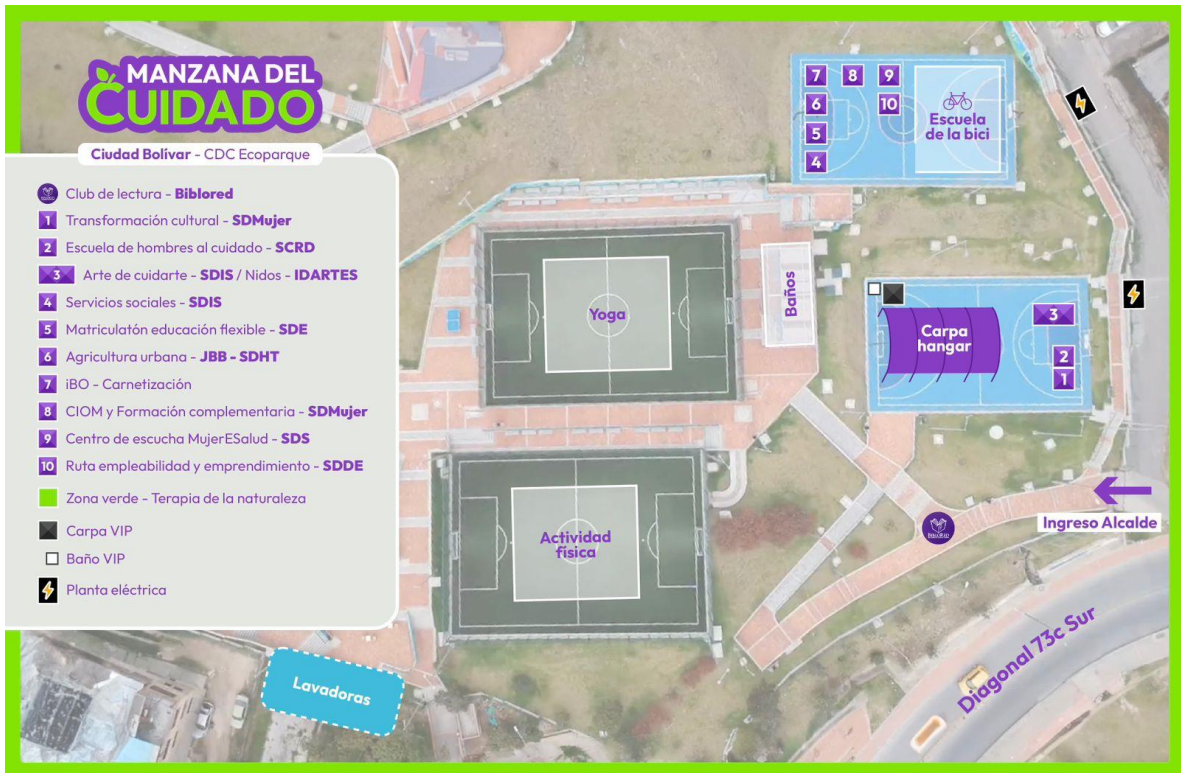 MANZANA DEL
CUIDADO
Ciudad Bolívar - CDC Ecoparque
Club de lectura - Biblored
1 Transformación cultural - SDMujer
2 Escuela de hombres al cuidado - SCRD
3 Arte de cuidarte - SDIS / Nidos - IDARTES
4 Servicios sociales - SDIS
5 Matriculatón educación flexible - SDE
6 Agricultura urbana - JBB - SDHT
7 iBO - Carnetización
8 CIOM y Formación complementaria - SDMujer
9 Centro de escucha MujerESalud - SDS
10 Ruta empleabilidad y emprendimiento - SDDE
Zona verde - Terapia de la naturaleza
Carpa VIP
Baño VIP
Planta eléctrica
7 8 9
6 10
5
4
Escuela
de la bici
Yoga
Baños
Carpa
hangar
3
2
1
Actividad
física
Ingreso Alcalde
Diagonal 73c Sur
Lavadoras